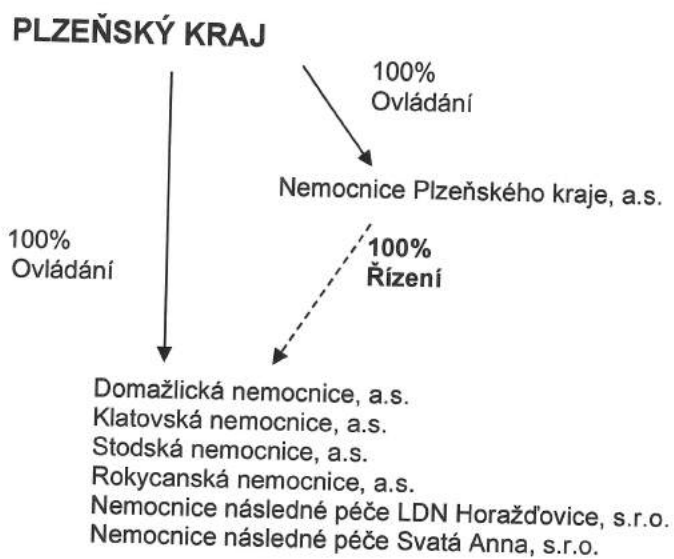 PLZEŇSKÝ KRAJ
100%
Ovládání
Nemocnice Plzeňského kraje, a.s.
100%
Ovládání
100%
Řízení
Domažlická nemocnice, a.s.
Klatovská nemocnice, a.s.
Stodská nemocnice, a.s.
Rokycanská nemocnice, a.s.
Nemocnice následné péče LDN Horažďovice, s.r.o.
Nemocnice následné péče Svatá Anna, s.r.o.